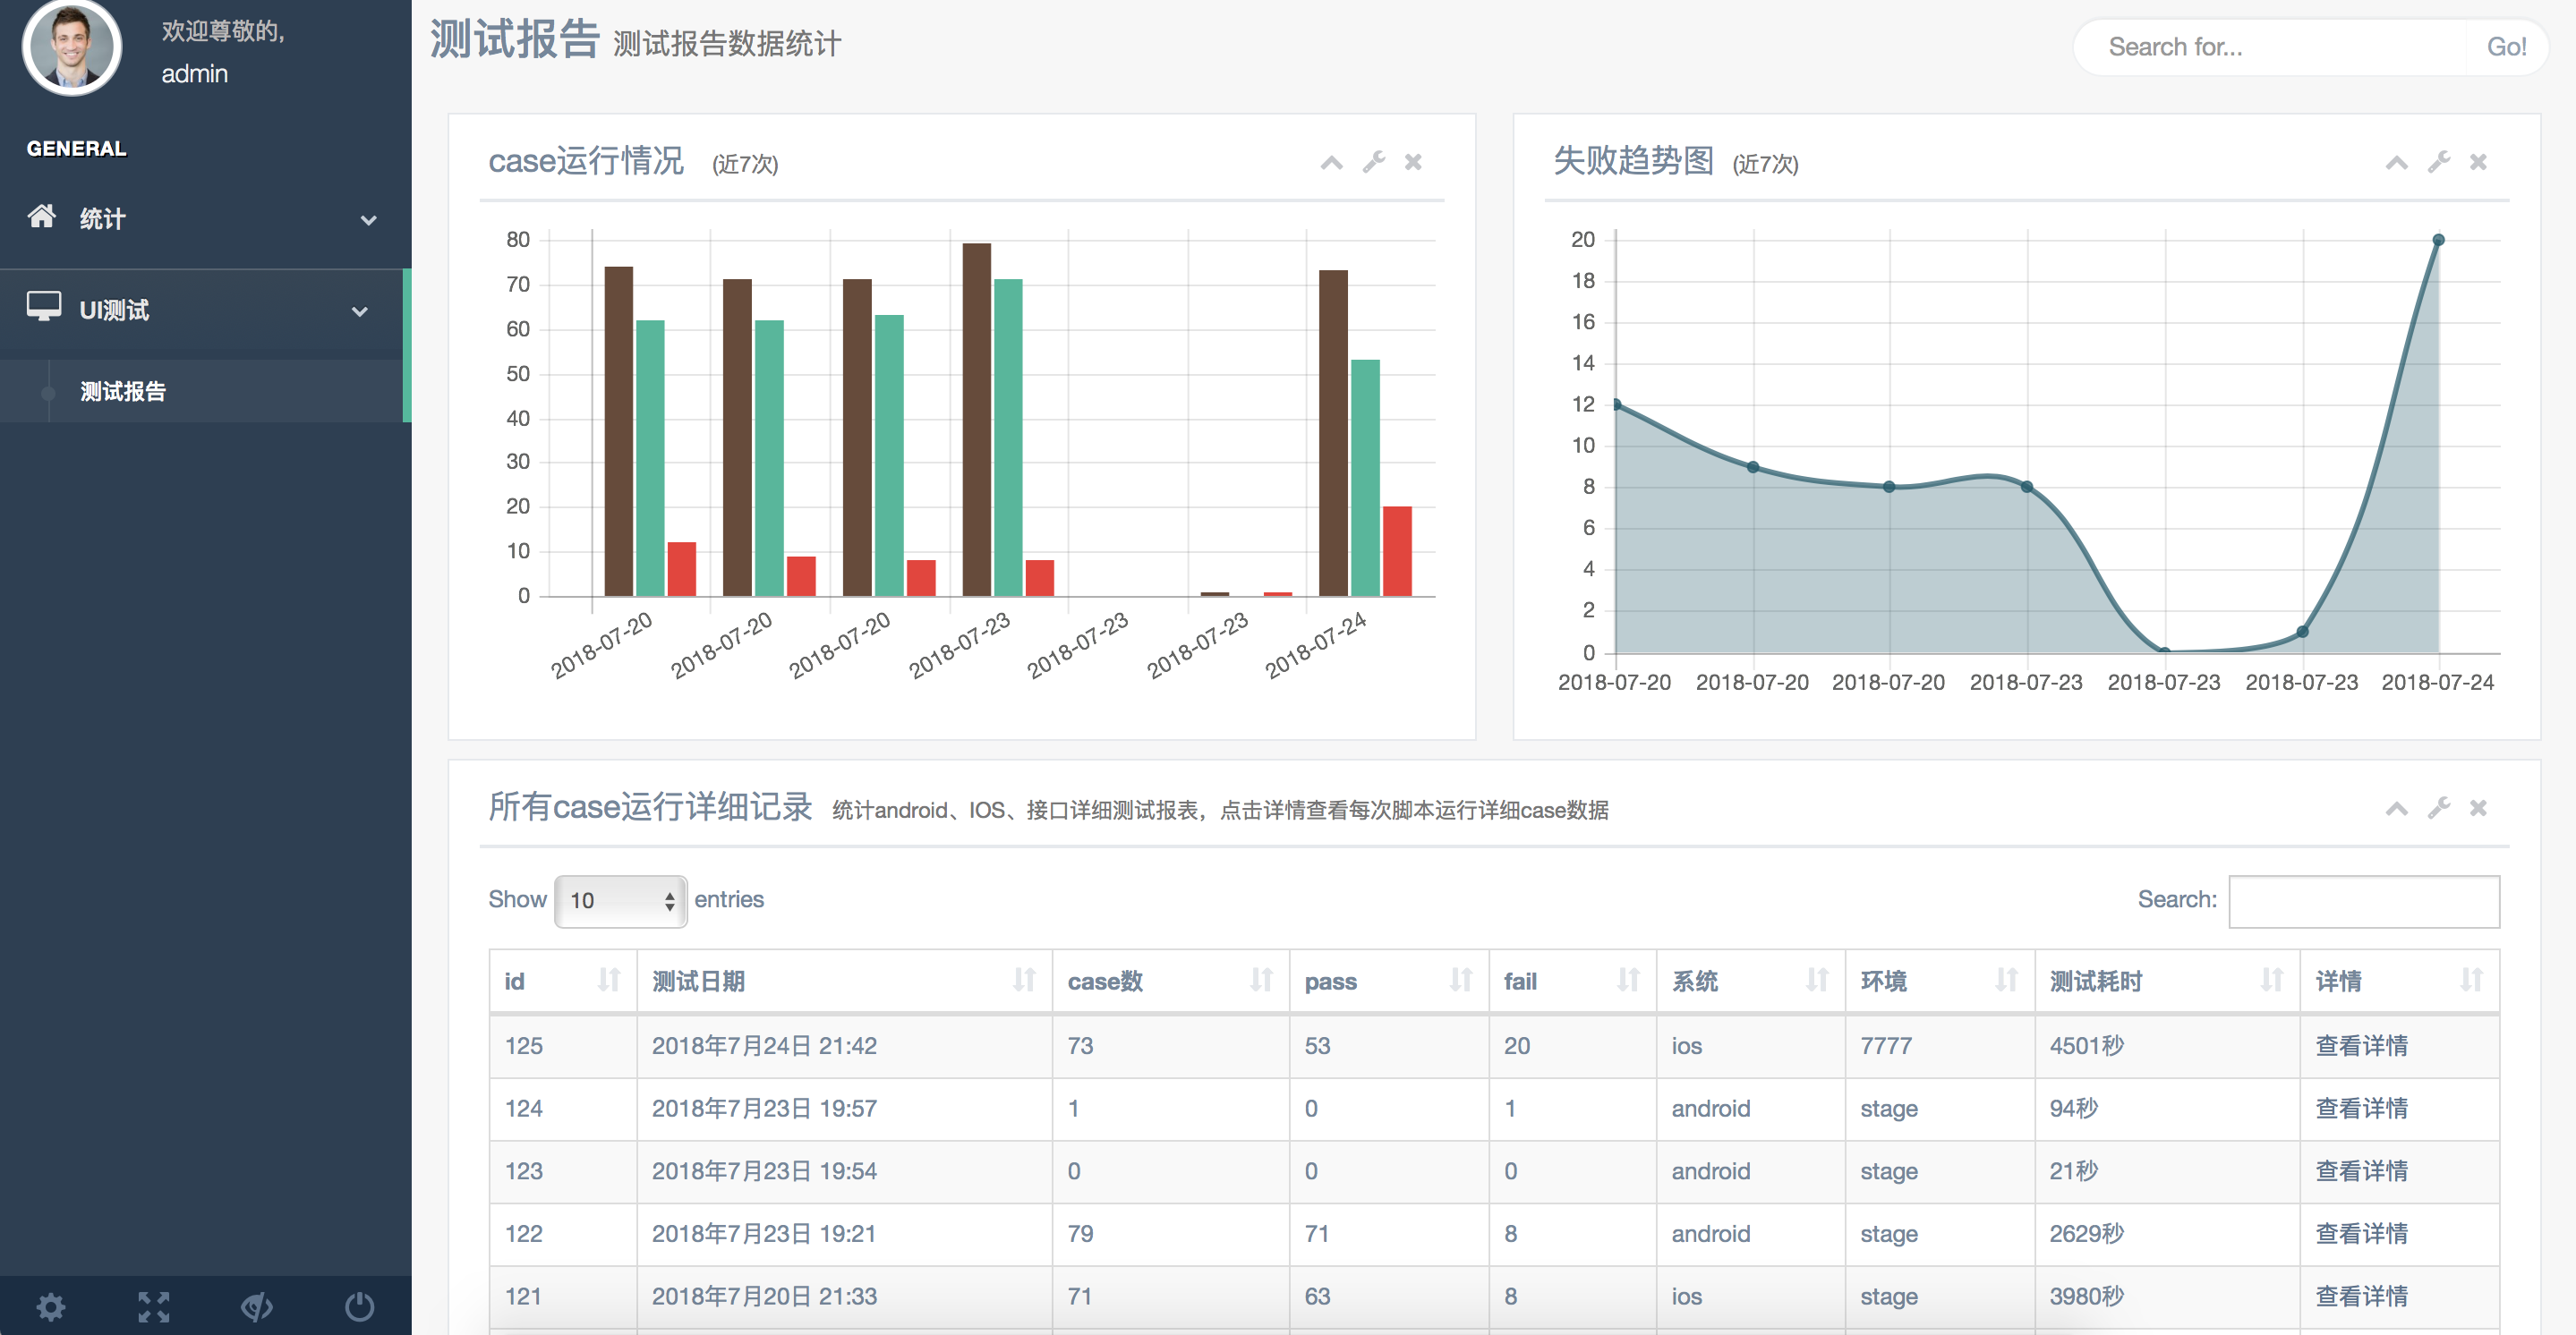 欢迎尊敬的,
admin
GENERAL
统计
UI测试
测试报告
测试报告 测试报告数据统计
Search for... Go!
case运行情况 (近7次)
80
70
60
50
40
30
20
10
0
2018-07-20 2018-07-20 2018-07-20 2018-07-23 2018-07-23 2018-07-23 2018-07-24
失败趋势图 (近7次)
20
18
16
14
12
10
8
6
4
2
0
2018-07-20 2018-07-20 2018-07-20 2018-07-23 2018-07-23 2018-07-23 2018-07-24
所有case运行详细记录 统计android、IOS、接口详细测试报表，点击详情查看每次脚本运行详细case数据
Show 10 entries Search:
id 测试日期 case数 pass fail 系统 环境 测试耗时 详情
125 2018年7月24日 21:42 73 53 20 ios 7777 4501秒 查看详情
124 2018年7月23日 19:57 1 0 1 android stage 94秒 查看详情
123 2018年7月23日 19:54 0 0 0 android stage 21秒 查看详情
122 2018年7月23日 19:21 79 71 8 android stage 2629秒 查看详情
121 2018年7月20日 21:33 71 63 8 ios stage 3980秒 查看详情